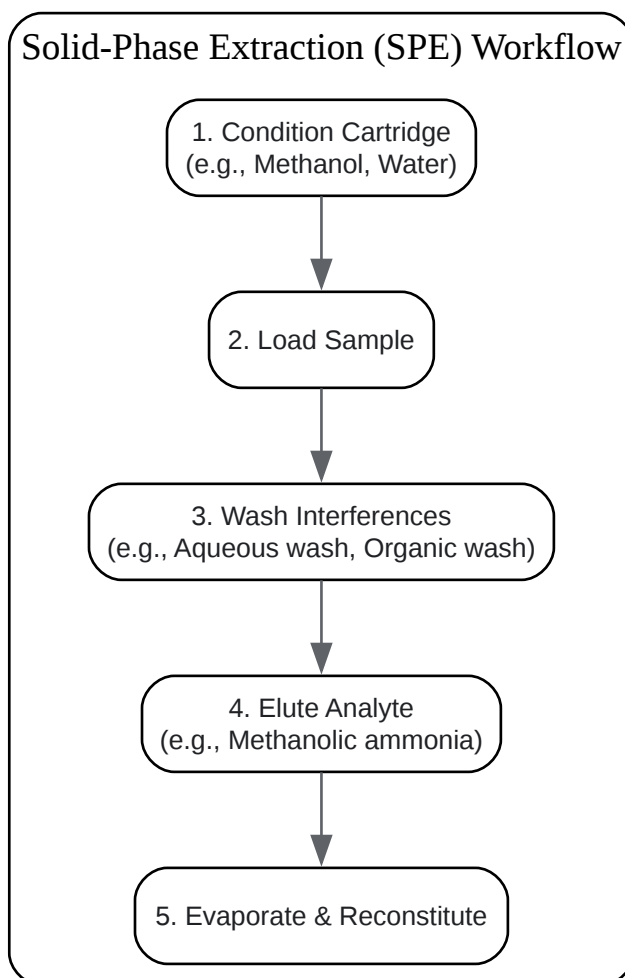 Solid-Phase Extraction (SPE) Workflow
1. Condition Cartridge
(e.g., Methanol, Water)
2. Load Sample
3. Wash Interferences
(e.g., Aqueous wash, Organic wash)
4. Elute Analyte
(e.g., Methanolic ammonia)
5. Evaporate & Reconstitute